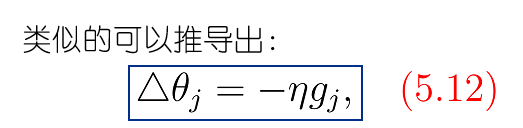 类似的可以推导出:
△θⱼ = −ηgⱼ, (5.12)